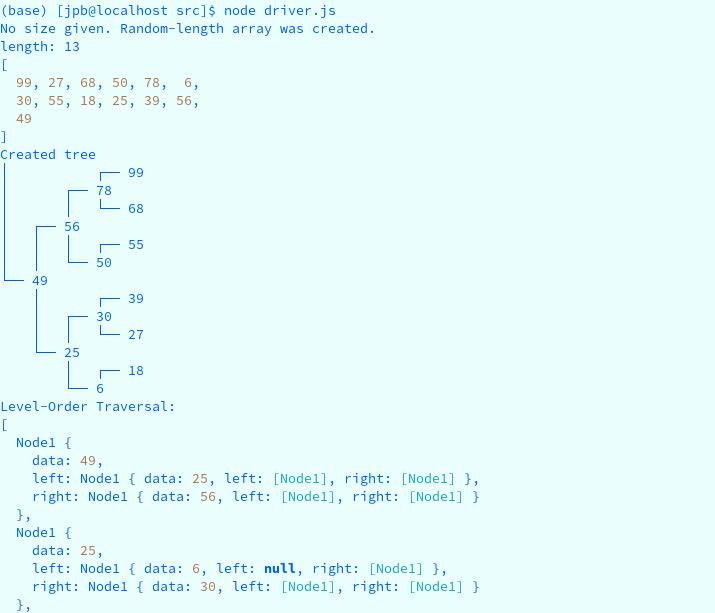 (base) [jpb@localhost src]$ node driver.js
No size given. Random-length array was created.
length: 13
[
  99, 27, 68, 50, 78,  6,
  30, 55, 18, 25, 39, 56,
  49
]
Created tree
│           ┌── 99
│       ┌── 78
│       │   └── 68
│   ┌── 56
│   │   │   ┌── 55
│   │   └── 50
└── 49
    │       ┌── 39
    │   ┌── 30
    │   │   └── 27
    └── 25
        │   ┌── 18
        └── 6
Level-Order Traversal:
[
  Node1 {
    data: 49,
    left: Node1 { data: 25, left: [Node1], right: [Node1] },
    right: Node1 { data: 56, left: [Node1], right: [Node1] }
  },
  Node1 {
    data: 25,
    left: Node1 { data: 6, left: null, right: [Node1] },
    right: Node1 { data: 30, left: [Node1], right: [Node1] }
  },